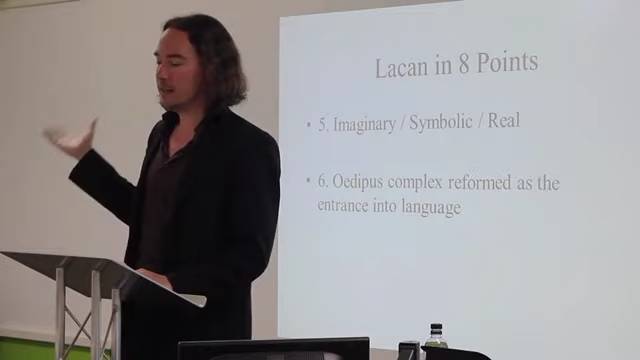 Lacan in 8 Points
• 5. Imaginary / Symbolic / Real
• 6. Oedipus complex reformed as the
entrance into language